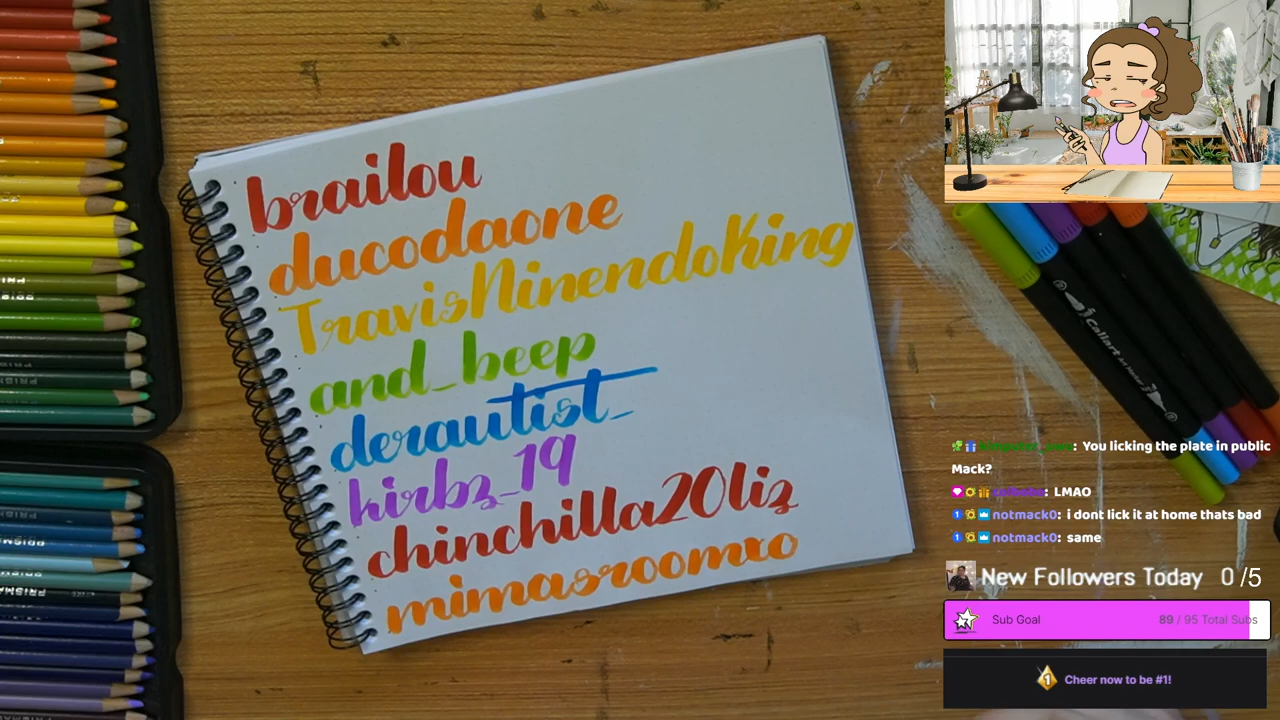 brailou
ducodaone
TravisNinendoKing
and_beep
derautist_
kirbz_19
chinchilla20liz
mimasroomxo
Collart
You licking the plate in public
Mack?
LMAO
notmack0: i dont lick it at home thats bad
notmack0: same
New Followers Today 0 /5
Sub Goal 89 / 95 Total Subs
1 Cheer now to be #1!